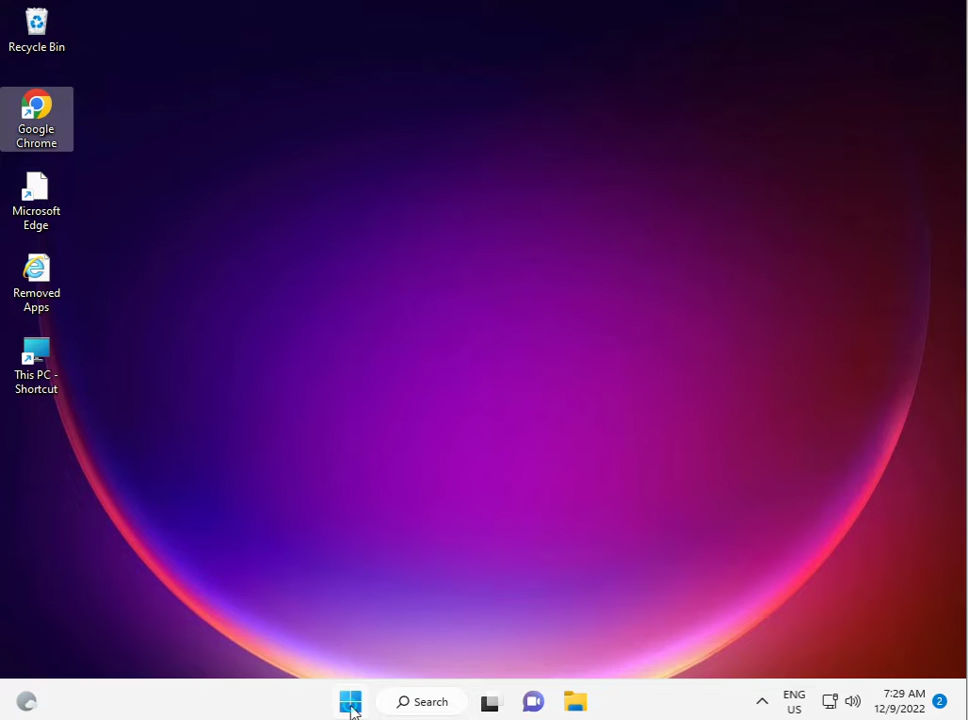 Recycle Bin
Google
Chrome
Microsoft
Edge
Removed
Apps
This PC -
Shortcut
Search
ENG
US
7:29 AM
12/9/2022
2